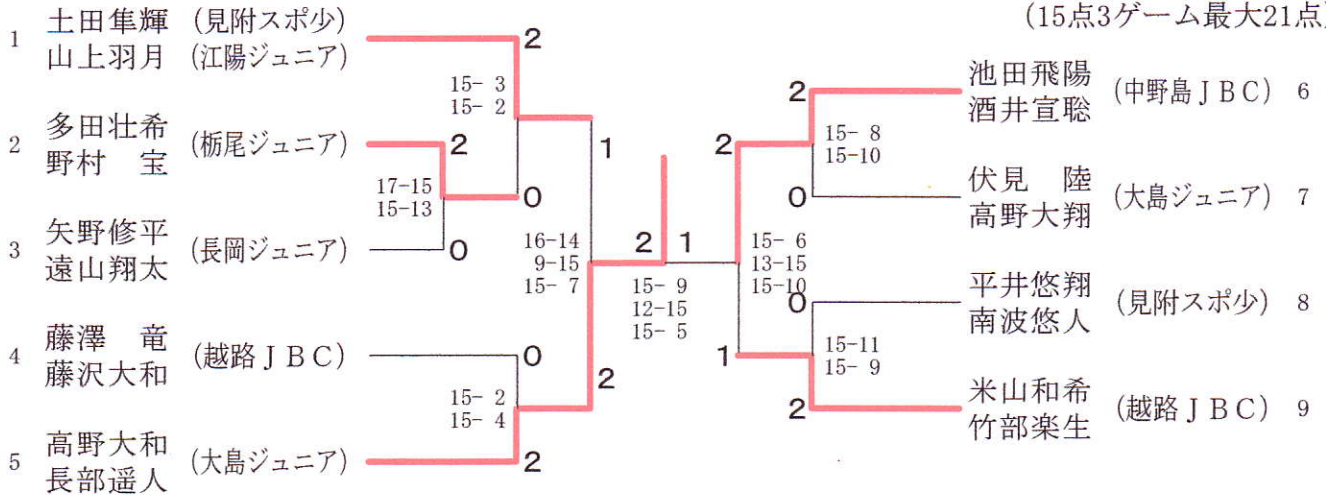 (15点3ゲーム最大21点)
1 土田隼輝 (見附スポ少)
山上羽月 (江陽ジュニア)
2
15- 3
15- 2
2 多田壮希 (栃尾ジュニア)
野村 宝
2
1
17-15
15-13
0
3 矢野修平 (長岡ジュニア)
遠山翔太
0
16-14
9-15
15- 7
4 藤澤 竜 (越路JBC)
藤沢大和
0
2
15- 2
15- 4
5 高野大和 (大島ジュニア)
長部遥人
2
2 1
15- 9
12-15
15- 5
池田飛陽 (中野島JBC) 6
酒井宣聡
2
2
15- 8
15-10
伏見 陸 (大島ジュニア) 7
高野大翔
0
15- 6
13-15
15-10
平井悠翔 (見附スポ少) 8
南波悠人
0
1
15-11
15- 9
米山和希 (越路JBC) 9
竹部楽生
2